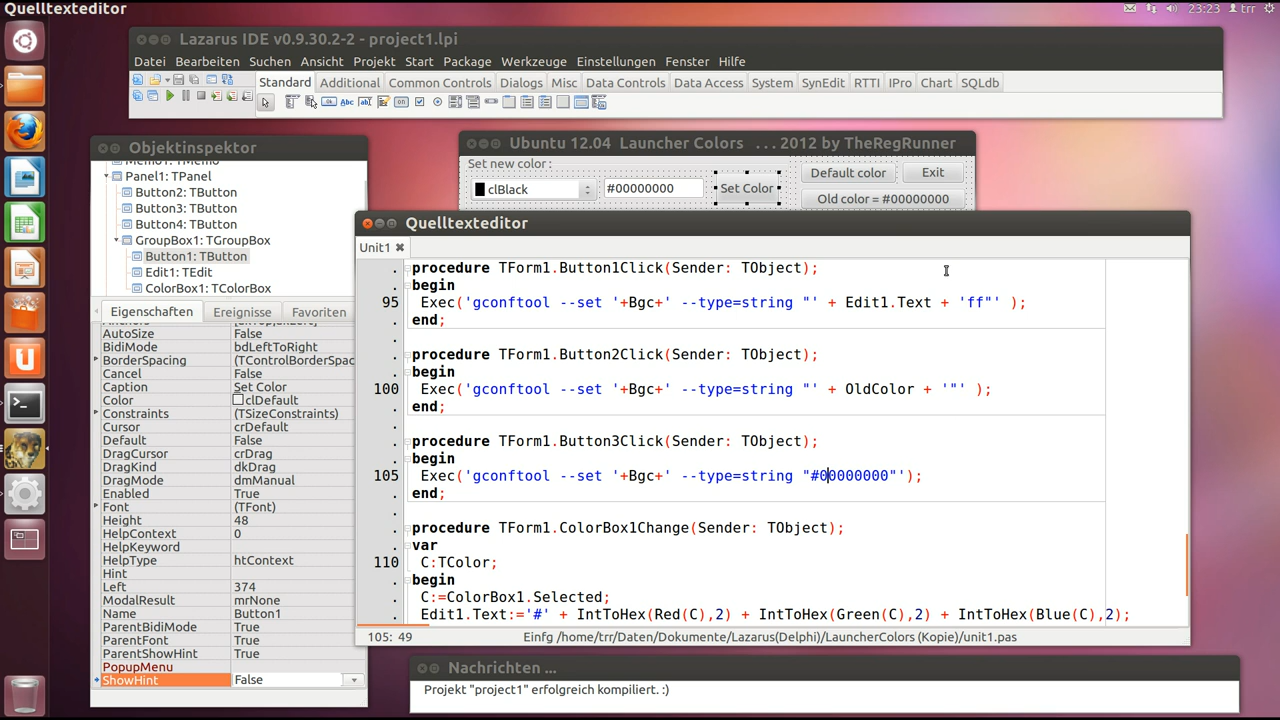 Quelltexteditor
23:23 trr
Lazarus IDE v0.9.30.2-2 - project1.lpi
Datei Bearbeiten Suchen Ansicht Projekt Start Package Werkzeuge Einstellungen Fenster Hilfe
Standard Additional Common Controls Dialogs Misc Data Controls Data Access System SynEdit RTTI IPro Chart SQLdb
Objektinspektor
Memo1: TMemo
Panel1: TPanel
Button2: TButton
Button3: TButton
Button4: TButton
GroupBox1: TGroupBox
Button1: TButton
Edit1: TEdit
ColorBox1: TColorBox
Eigenschaften Ereignisse Favoriten
AutoSize False
BidiMode bdLeftToRight
BorderSpacing (TControlBorderSpac
Cancel False
Caption Set Color
Color clDefault
Constraints (TSizeConstraints)
Cursor crDefault
Default False
DragCursor crDrag
DragKind dkDrag
DragMode dmManual
Enabled True
Font (TFont)
Height 48
HelpContext 0
HelpKeyword
HelpType htContext
Hint
Left 374
ModalResult mrNone
Name Button1
ParentBidiMode True
ParentFont True
ParentShowHint True
PopupMenu
ShowHint False
Ubuntu 12.04 Launcher Colors ... 2012 by TheRegRunner
Set new color :
clBlack #00000000 Set Color
Default color Exit
Old color = #00000000
Quelltexteditor
Unit1
procedure TForm1.Button1Click(Sender: TObject);
begin
95 Exec('gconftool --set '+Bgc+' --type=string "' + Edit1.Text + 'ff"' );
end;
procedure TForm1.Button2Click(Sender: TObject);
begin
100 Exec('gconftool --set '+Bgc+' --type=string "' + OldColor + '"' );
end;
procedure TForm1.Button3Click(Sender: TObject);
begin
105 Exec('gconftool --set '+Bgc+' --type=string "#00000000"');
end;
procedure TForm1.ColorBox1Change(Sender: TObject);
var
110 C:TColor;
begin
C:=ColorBox1.Selected;
Edit1.Text:='#' + IntToHex(Red(C),2) + IntToHex(Green(C),2) + IntToHex(Blue(C),2);
105: 49 Einfg /home/trr/Daten/Dokumente/Lazarus(Delphi)/LauncherColors (Kopie)/unit1.pas
Nachrichten ...
Projekt "project1" erfolgreich kompiliert. :)